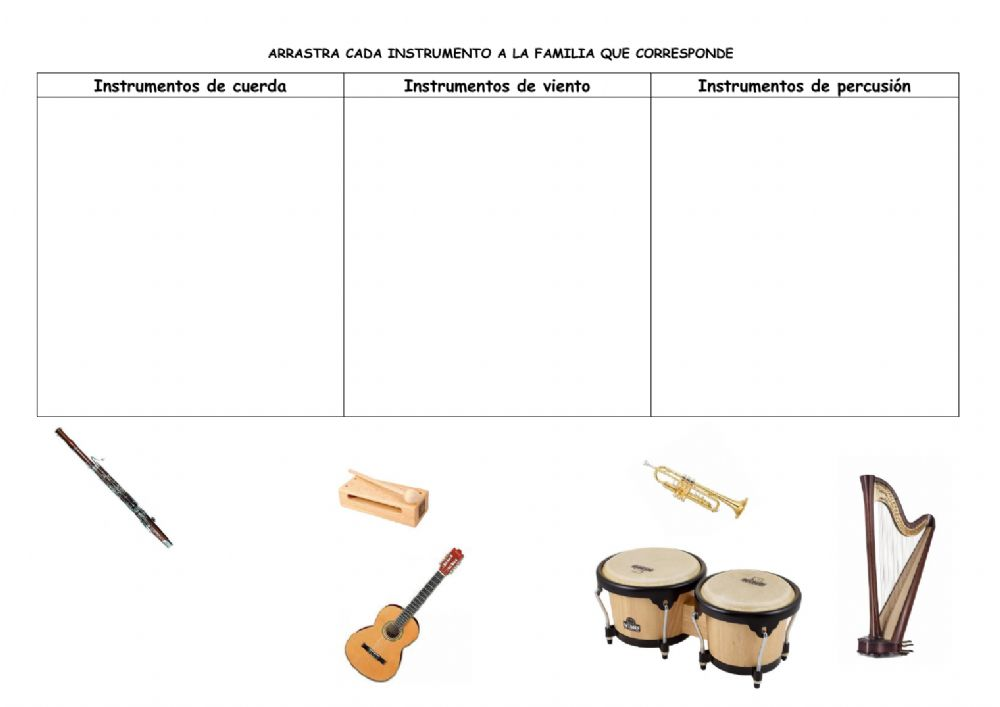 ARRASTRA CADA INSTRUMENTO A LA FAMILIA QUE CORRESPONDE
Instrumentos de cuerda
Instrumentos de viento
Instrumentos de percusión